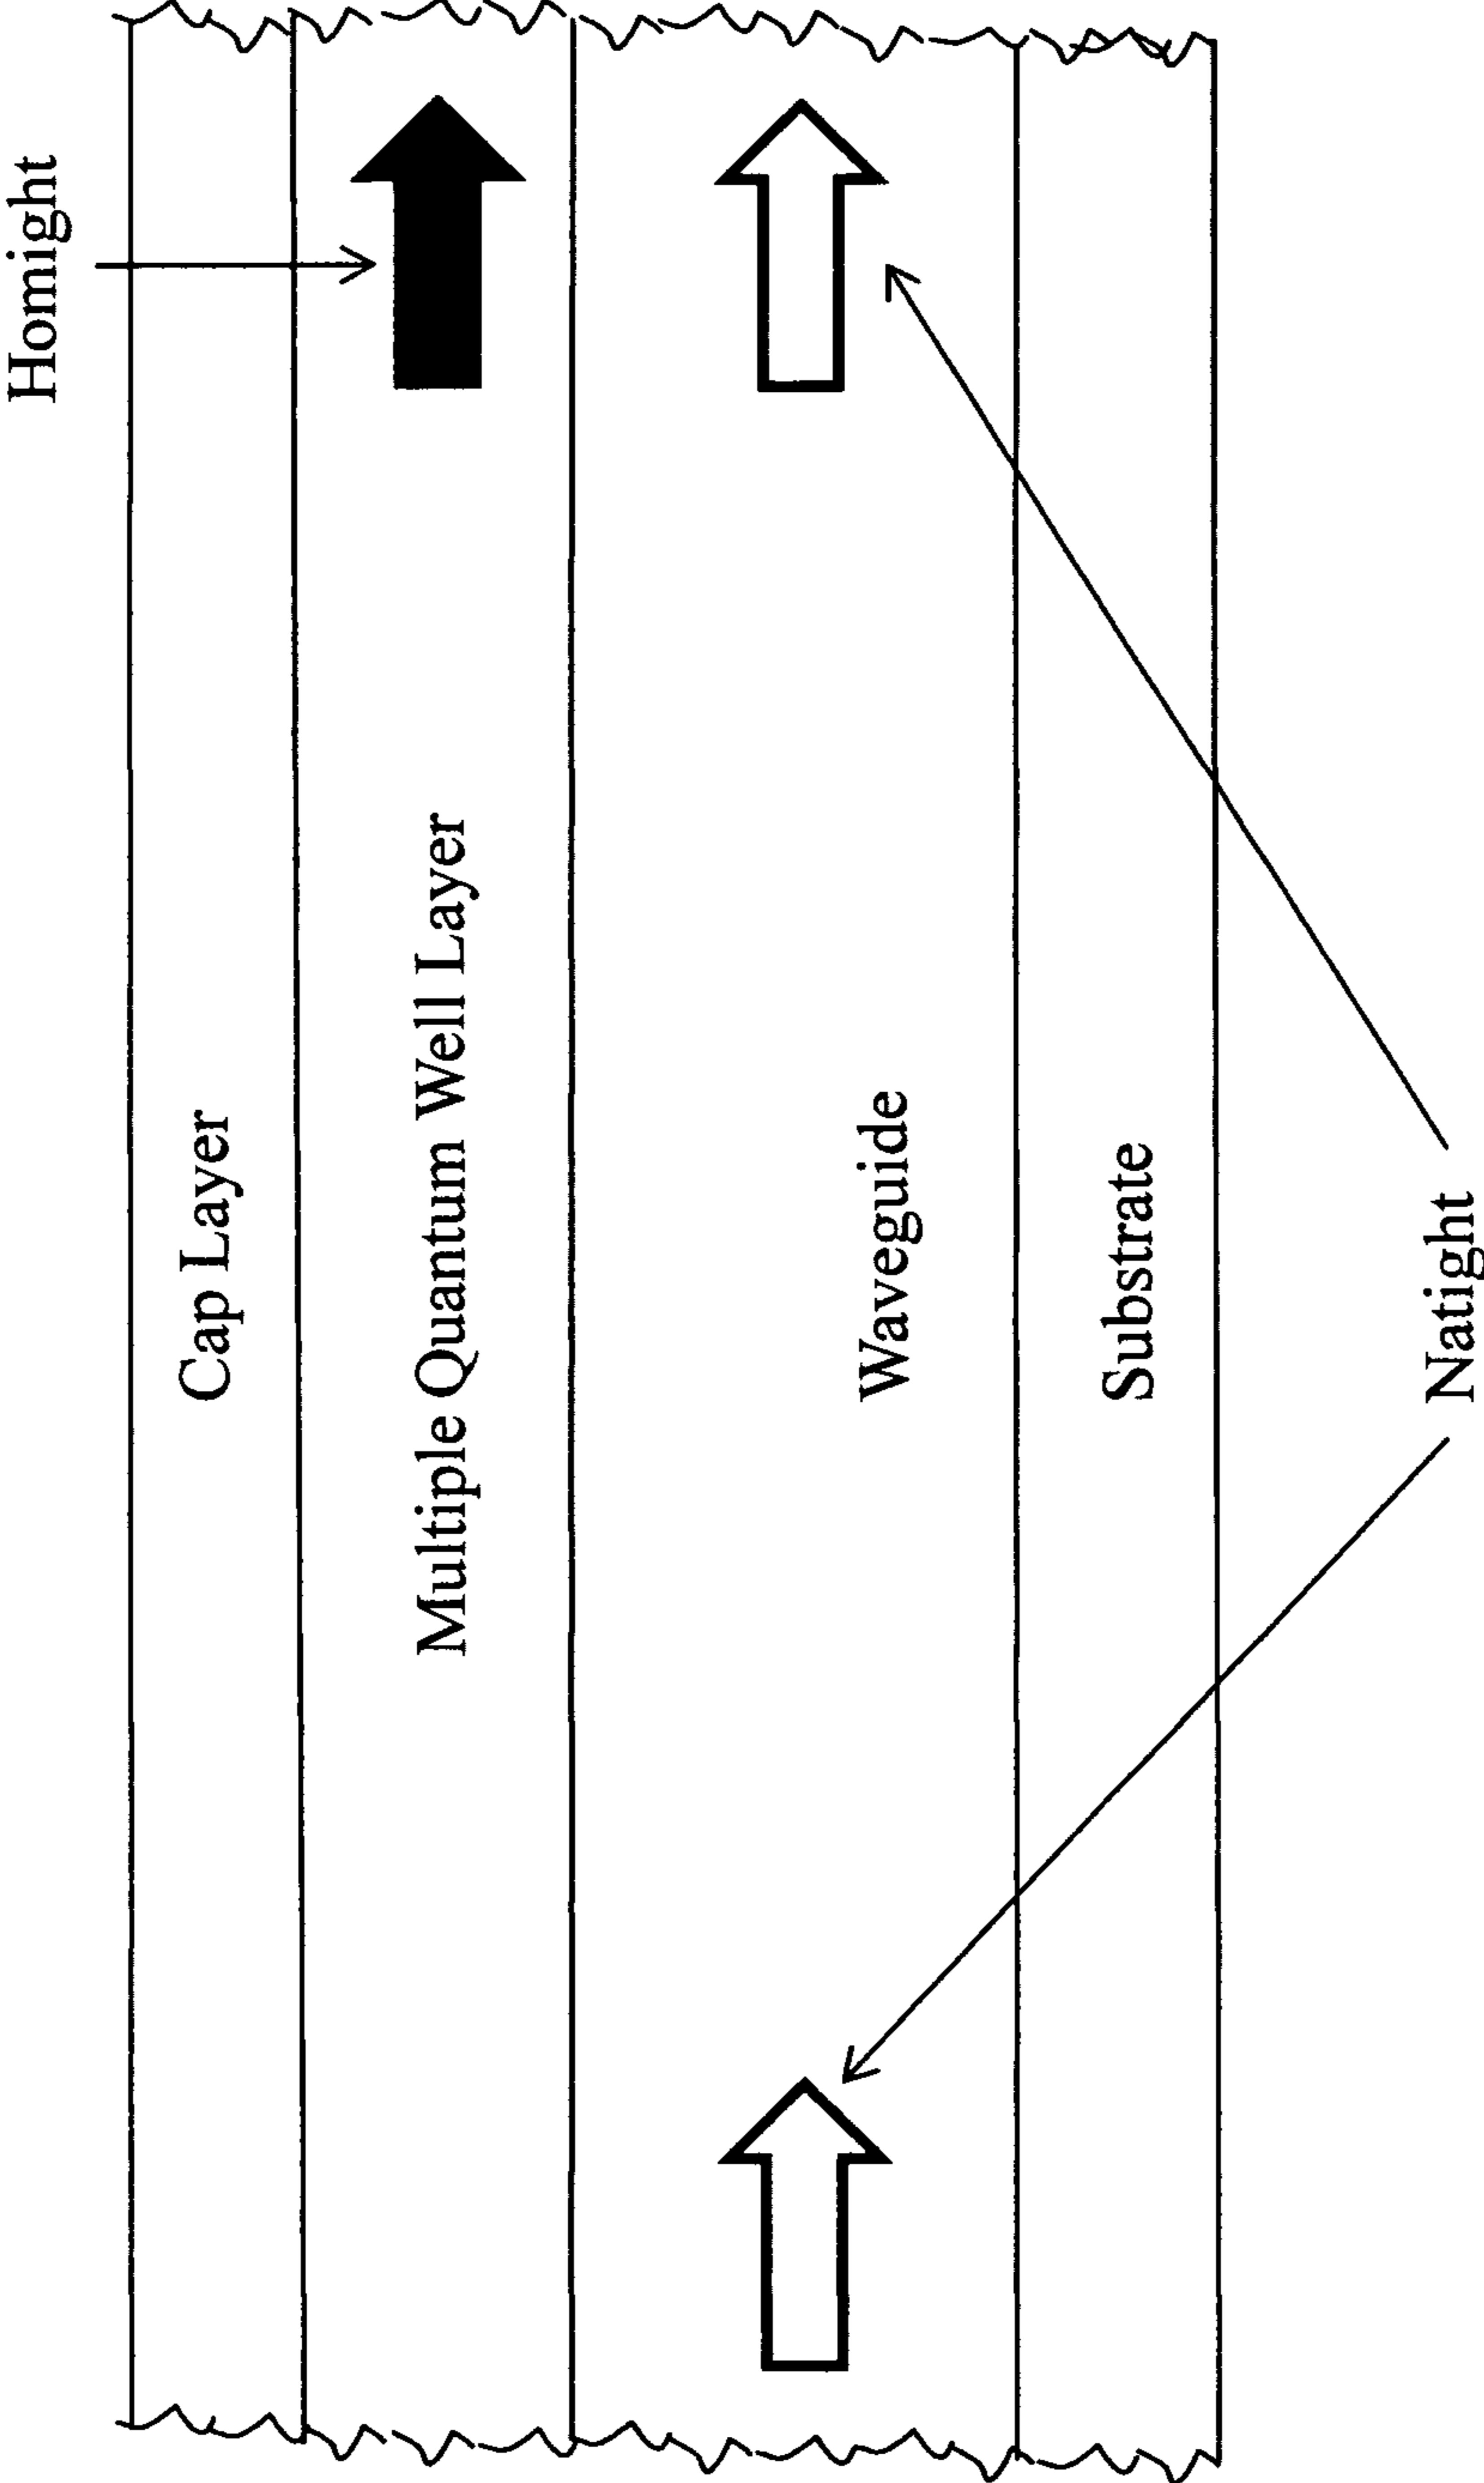 Homight
Cap Layer
Multiple Quantum Well Layer
Waveguide
Substrate
Natight